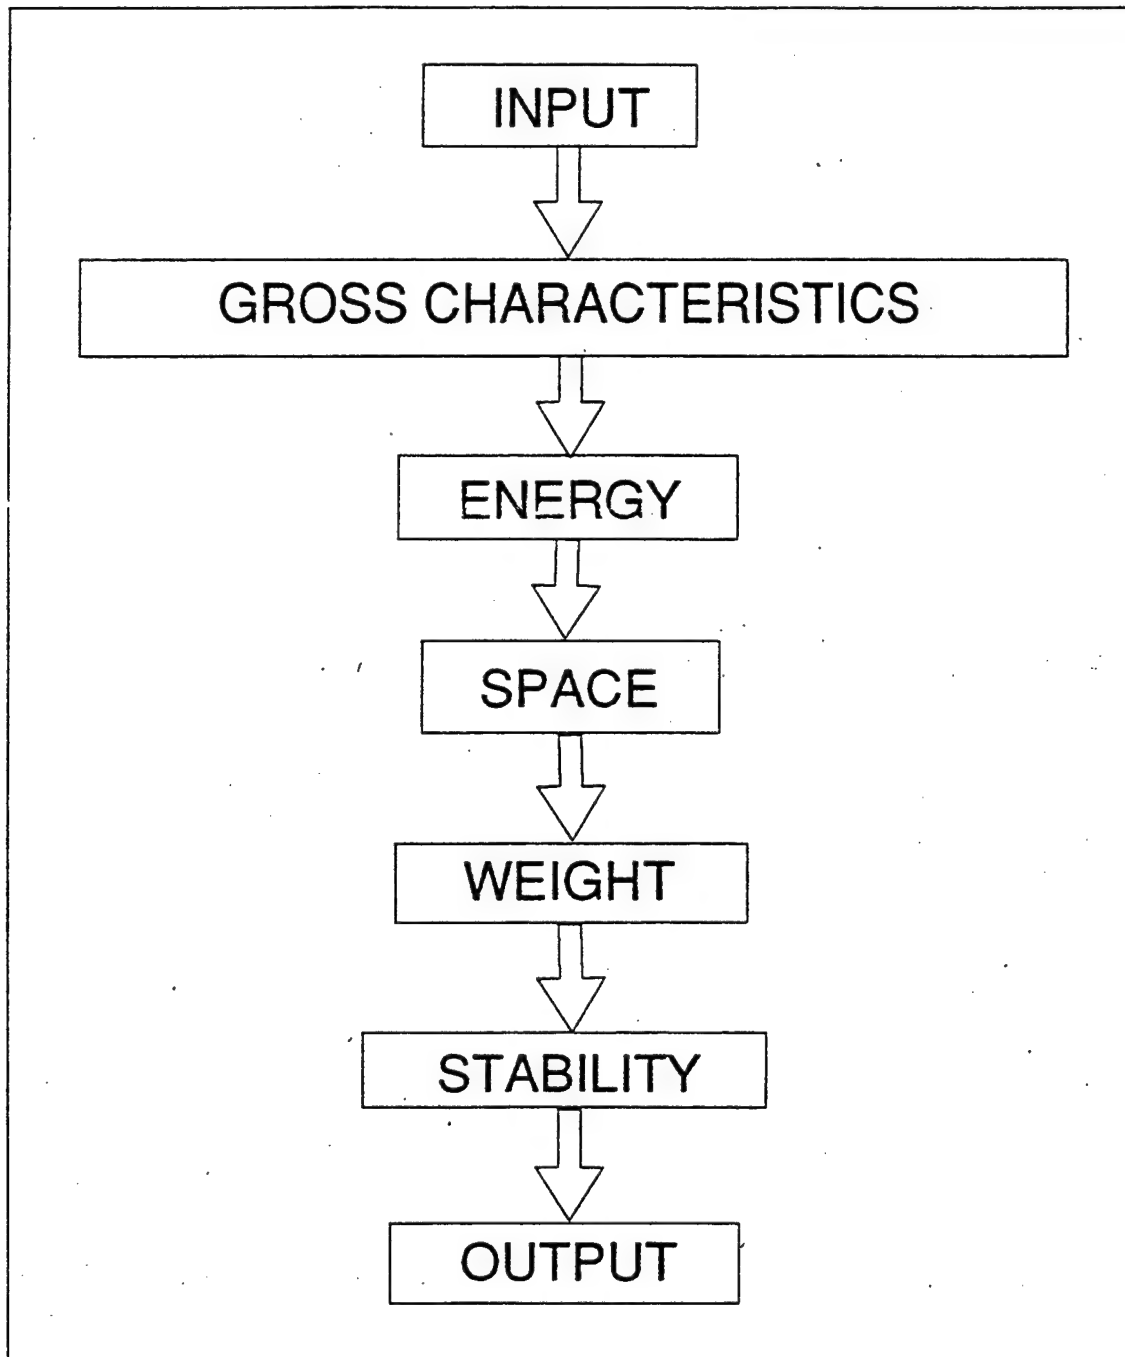 INPUT
GROSS CHARACTERISTICS
ENERGY
SPACE
WEIGHT
STABILITY
OUTPUT